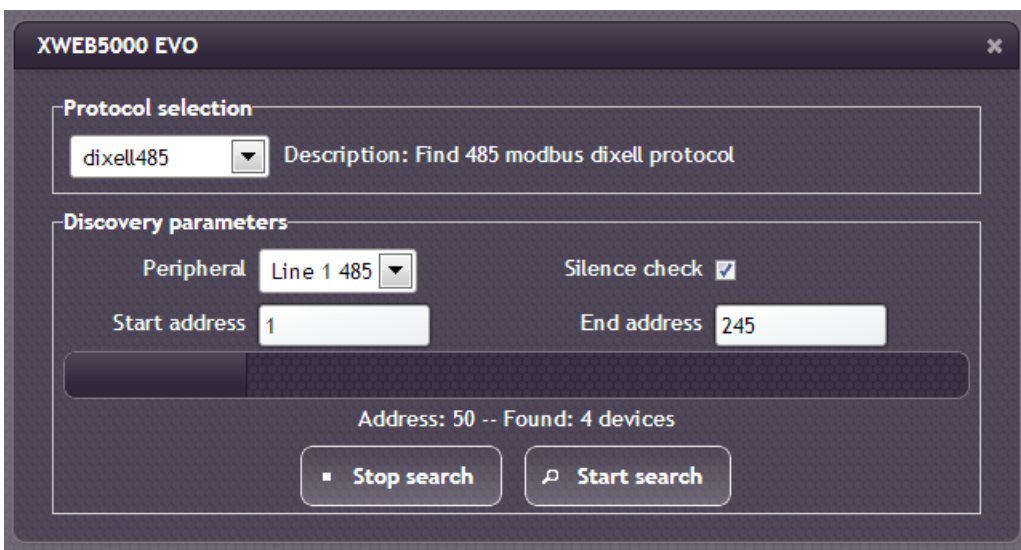 XWEB5000 EVO
Protocol selection
dixell485 Description: Find 485 modbus dixell protocol
Discovery parameters
Peripheral Line 1 485 Silence check
Start address 1 End address 245
Address: 50 -- Found: 4 devices
Stop search Start search